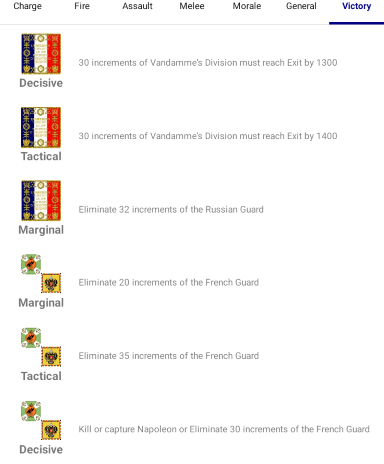 Charge Fire Assault Melee Morale General Victory
30 increments of Vandamme's Division must reach Exit by 1300
Decisive
30 increments of Vandamme's Division must reach Exit by 1400
Tactical
Eliminate 32 increments of the Russian Guard
Marginal
Eliminate 20 increments of the French Guard
Marginal
Eliminate 35 increments of the French Guard
Tactical
Kill or capture Napoleon or Eliminate 30 increments of the French Guard
Decisive